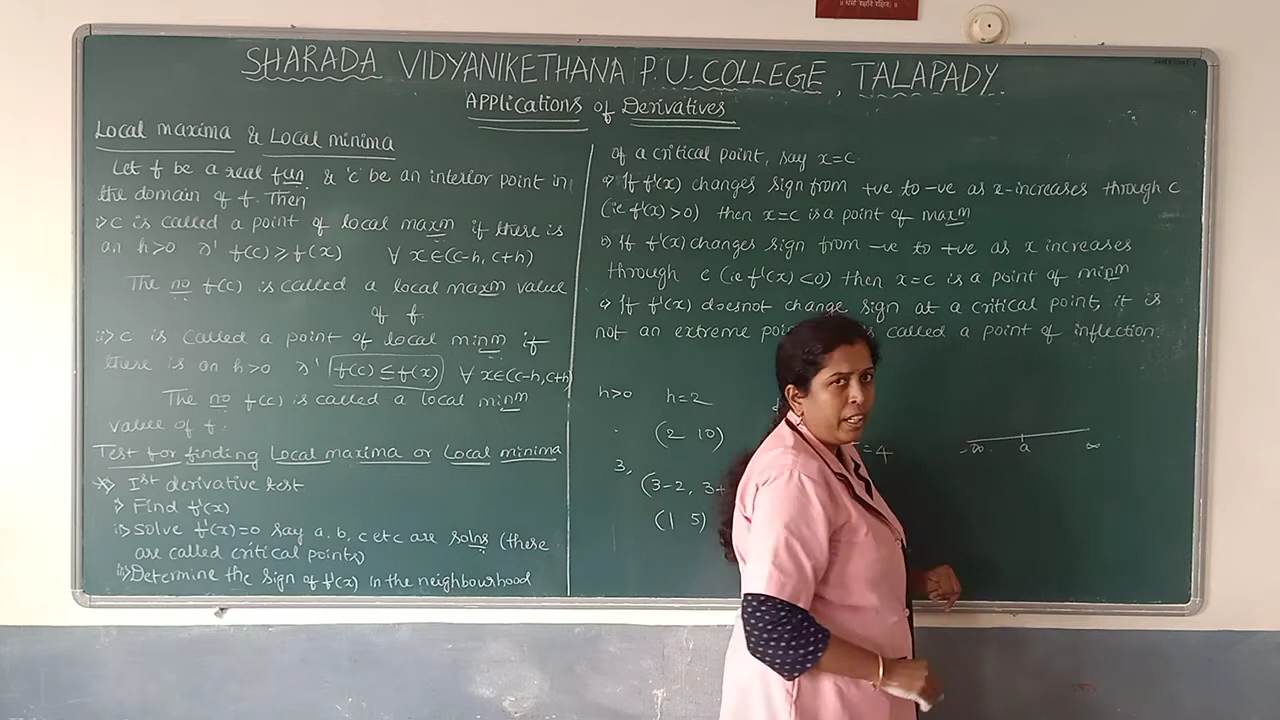 ॥ धर्मो रक्षति रक्षितः ॥
SHARADA VIDYANIKETHANA P.U.COLLEGE, TALAPADY.
APPLICATIONS of DERIVATIVES
Local maxima & Local minima
Let f be a real fun & 'c' be an interior point in
the domain of f. Then
i> c is called a point of local maxm if there is
an h>0 ∋' f(c) ≥ f(x) ∀ x∈(c-h, c+h)
The no f(c) is called a local maxm value
of f.
ii> c is called a point of local minm if
there is an h>0 ∋' f(c) ≤ f(x) ∀ x∈(c-h, c+h)
The no f(c) is called a local minm
value of f.
Test for finding Local maxima or Local minima
I st derivative test
i> Find f'(x)
ii> Solve f'(x)=0 say a, b, c etc are solns (these
are called critical points)
iii> Determine the sign of f'(x) in the neighbourhood
of a critical point, say x=c.
a> If f'(x) changes sign from +ve to -ve as x-increases through c
(ie f'(x)>0) then x=c is a point of maxm
b> If f'(x) changes sign from -ve to +ve as x increases
through c (ie f'(x) <0) then x=c is a point of minm
c> If f'(x) doesnot change sign at a critical point, it is
not an extreme called a point of inflection.
h>0 h=2
(2 10)
=4
-∞ a ∞
3,
(3-2, 3+
(1 5)